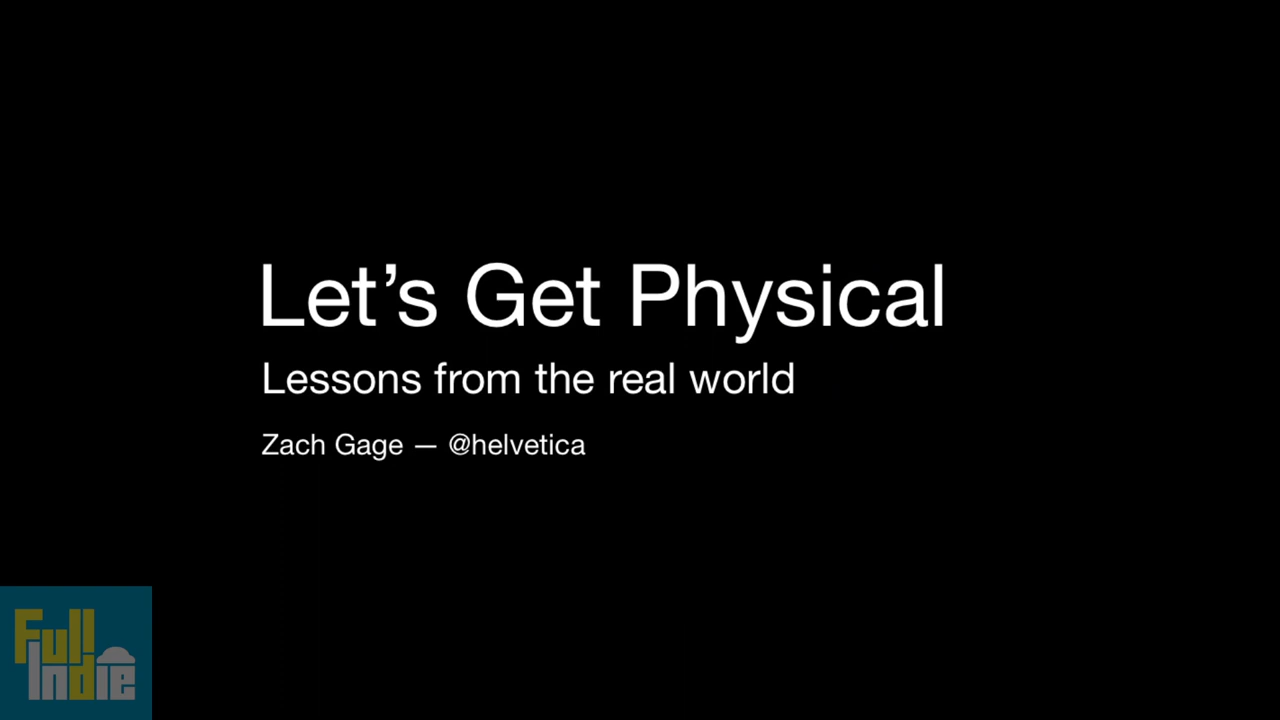 Let’s Get Physical
Lessons from the real world
Zach Gage — @helvetica
Full
Indie